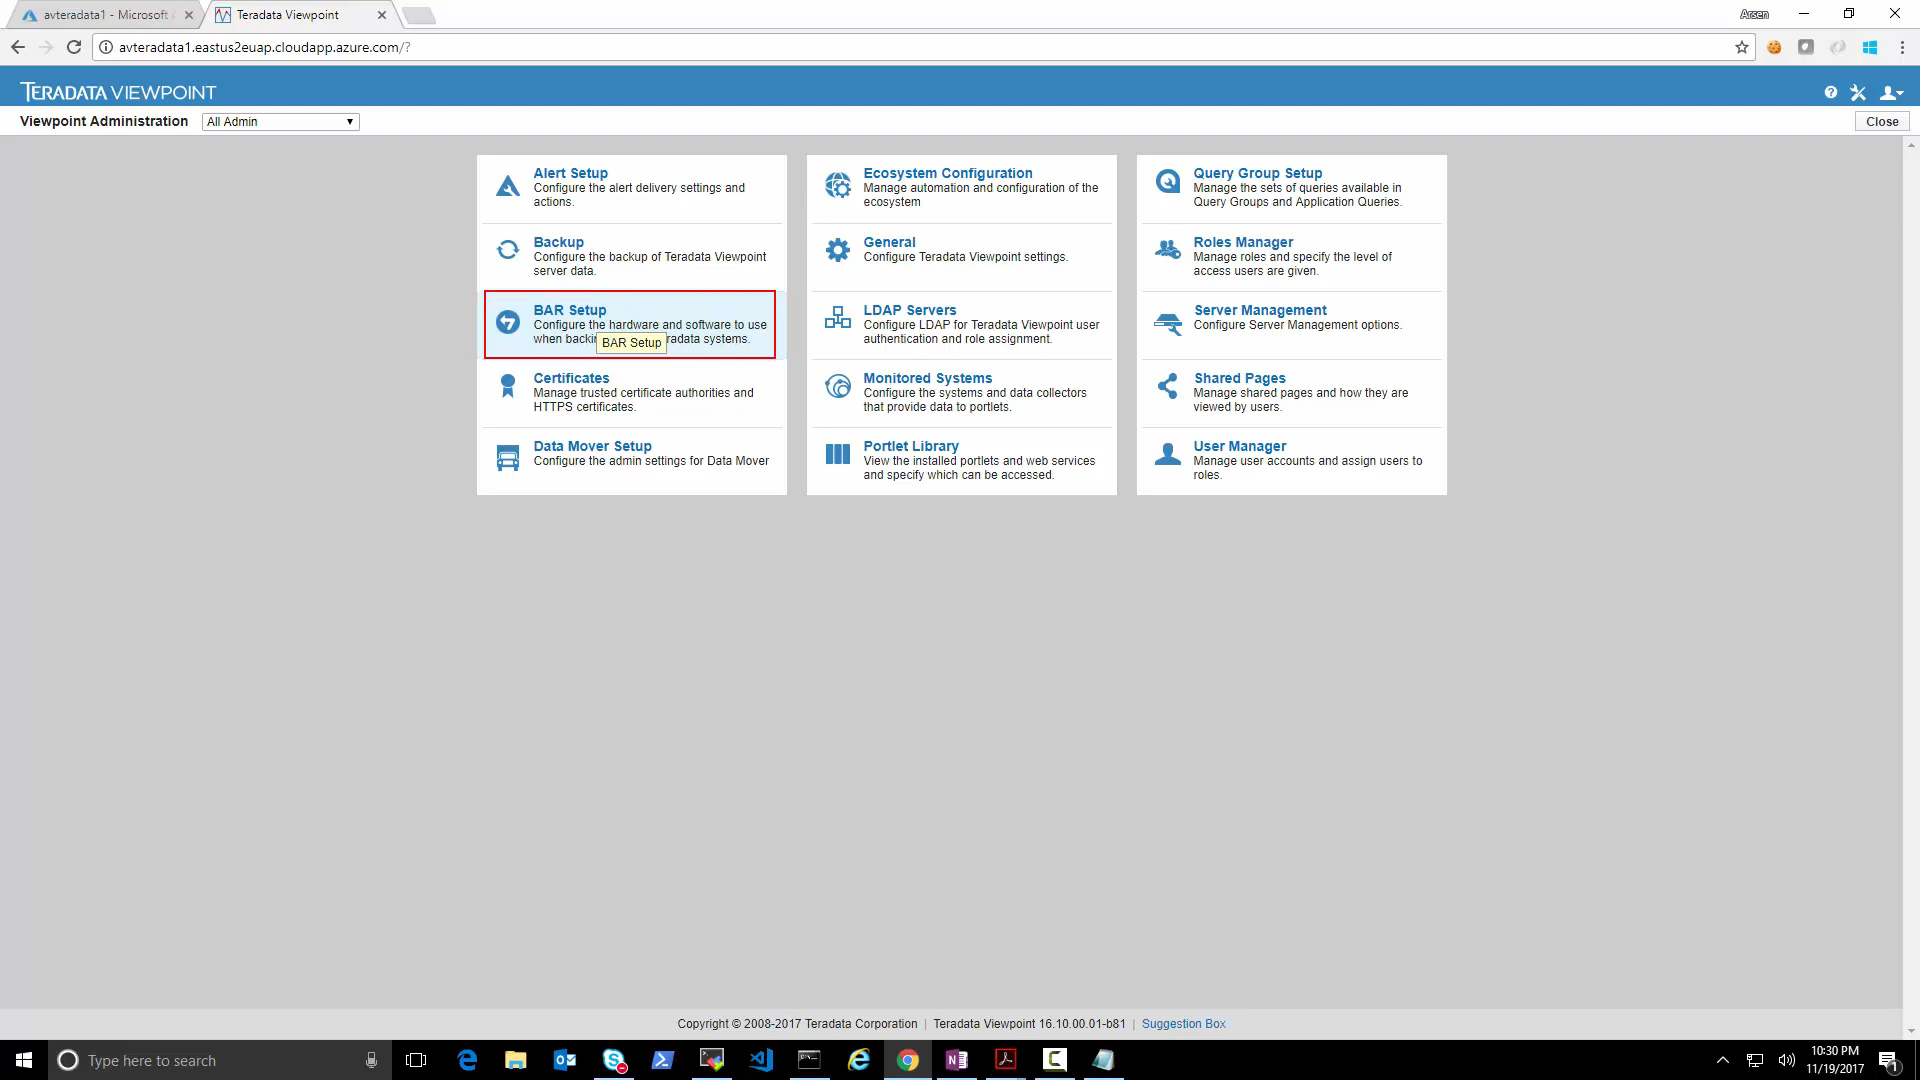 avteradata1 - Microsoft
Teradata Viewpoint
Arsen
avteradata1.eastus2euap.cloudapp.azure.com/?
TERADATA VIEWPOINT
Viewpoint Administration
All Admin
Close
Alert Setup
Configure the alert delivery settings and
actions.
Backup
Configure the backup of Teradata Viewpoint
server data.
BAR Setup
Configure the hardware and software to use
when backin
radata systems.
BAR Setup
Certificates
Manage trusted certificate authorities and
HTTPS certificates.
Data Mover Setup
Configure the admin settings for Data Mover
Ecosystem Configuration
Manage automation and configuration of the
ecosystem
General
Configure Teradata Viewpoint settings.
LDAP Servers
Configure LDAP for Teradata Viewpoint user
authentication and role assignment.
Monitored Systems
Configure the systems and data collectors
that provide data to portlets.
Portlet Library
View the installed portlets and web services
and specify which can be accessed.
Query Group Setup
Manage the sets of queries available in
Query Groups and Application Queries.
Roles Manager
Manage roles and specify the level of
access users are given.
Server Management
Configure Server Management options.
Shared Pages
Manage shared pages and how they are
viewed by users.
User Manager
Manage user accounts and assign users to
roles.
Copyright © 2008-2017 Teradata Corporation | Teradata Viewpoint 16.10.00.01-b81 | Suggestion Box
Type here to search
10:30 PM
11/19/2017
1